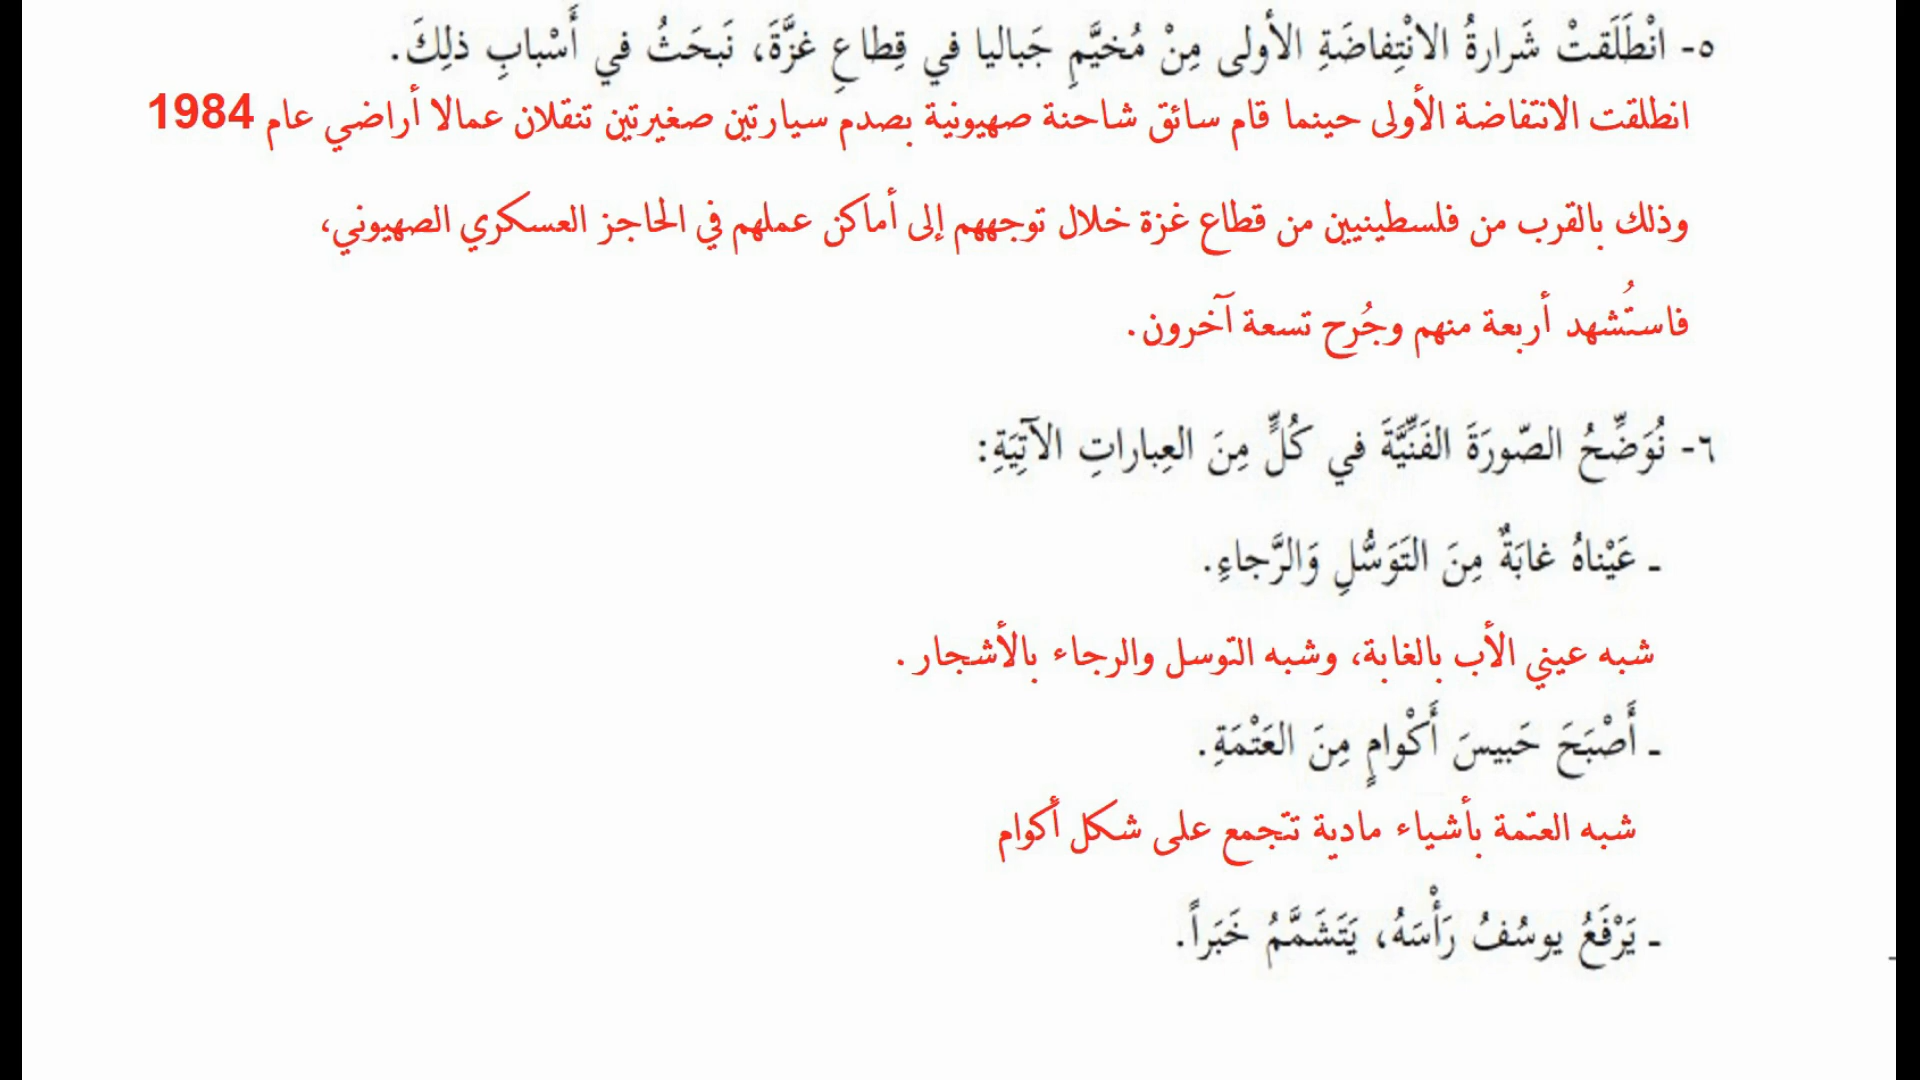 ٥- انْطَلَقتْ شَرارةُ الانْتِفاضَةِ الأولى مِنْ مُخيَّمِ جَباليا في قِطاعِ غزَّةَ، نَبحَثُ في أَسْبابِ ذلِكَ.
انطلقت الانتفاضة الأولى حينما قام سائق شاحنة صهيونية بصدم سيارتين صغيرتين تنقلان عمالا أراضي عام 1984
وذلك بالقرب من فلسطينيين من قطاع غزة خلال توجههم إلى أماكن عملهم في الحاجز العسكري الصهيوني،
فاستُشهد أربعة منهم وجُرح تسعة آخرون.
٦- نُوَضِّحُ الصّورَةَ الفَنِّيَّةَ في كُلٍّ مِنَ العِباراتِ الآتِيَةِ:
ـ عَيْناهُ غابَةٌ مِنَ التَوَسُّلِ وَالرَّجاءِ.
شبه عيني الأب بالغابة، وشبه التوسل والرجاء بالأشجار.
ـ أَصْبَحَ حَبيسَ أَكْوامٍ مِنَ العَتْمَةِ.
شبه العتمة بأشياء مادية تتجمع على شكل أكوام
ـ يَرْفَعُ يوسُفُ رَأْسَهُ، يَتَشَمَّمُ خَبَراً.